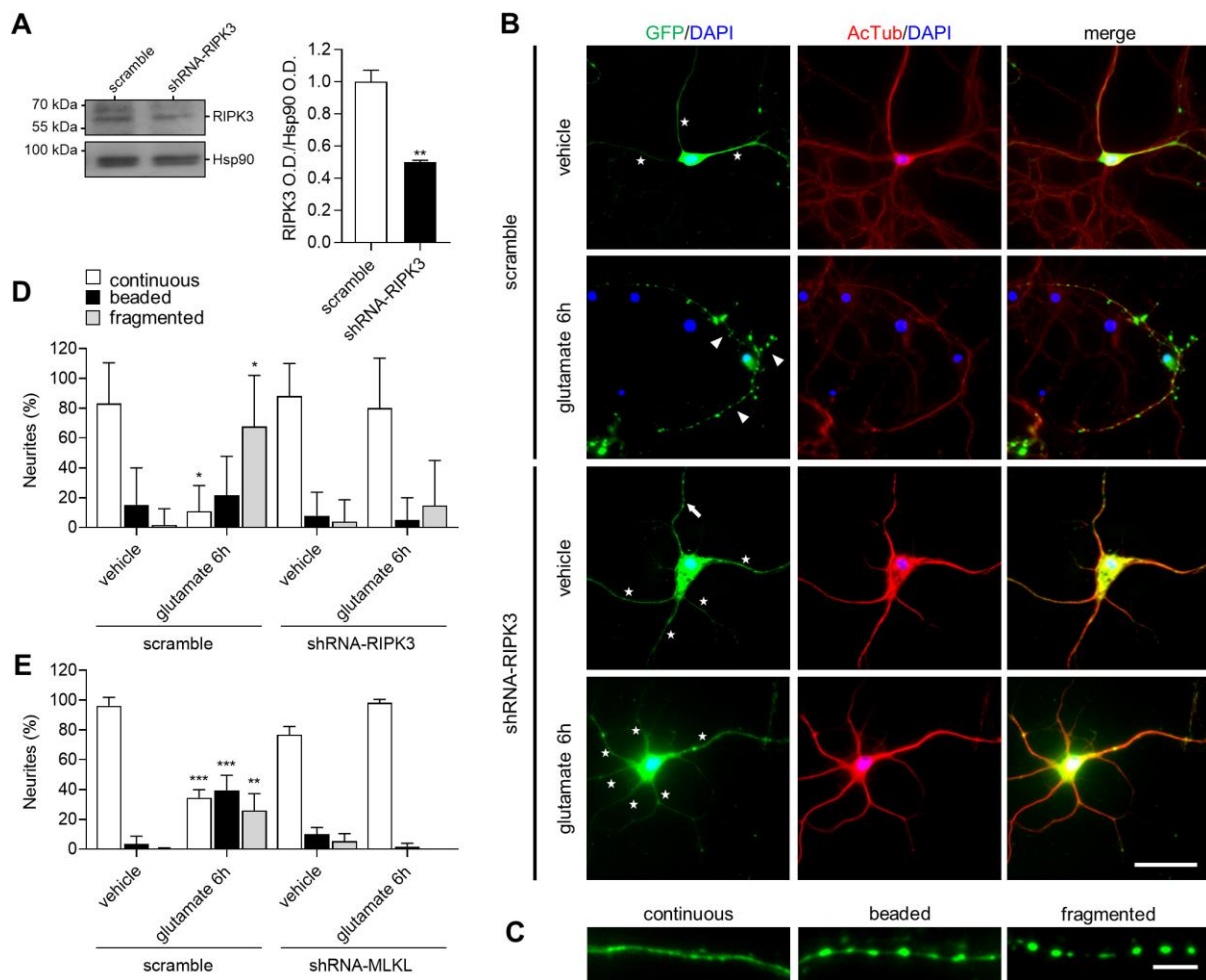 A
scramble
shRNA-RIPK3
70 kDa
55 kDa
RIPK3
100 kDa
Hsp90
RIPK3 O.D./Hsp90 O.D.
1.2
1.0
0.8
0.6
0.4
0.2
0.0
**
scramble
shRNA-RIPK3
B
GFP/DAPI
AcTub/DAPI
merge
scramble
vehicle
glutamate 6h
shRNA-RIPK3
vehicle
glutamate 6h
C
continuous
beaded
fragmented
D
continuous
beaded
fragmented
Neurites (%)
120
100
80
60
40
20
0
*
*
vehicle
glutamate 6h
vehicle
glutamate 6h
scramble
shRNA-RIPK3
E
Neurites (%)
120
100
80
60
40
20
0
***
***
**
vehicle
glutamate 6h
vehicle
glutamate 6h
scramble
shRNA-MLKL